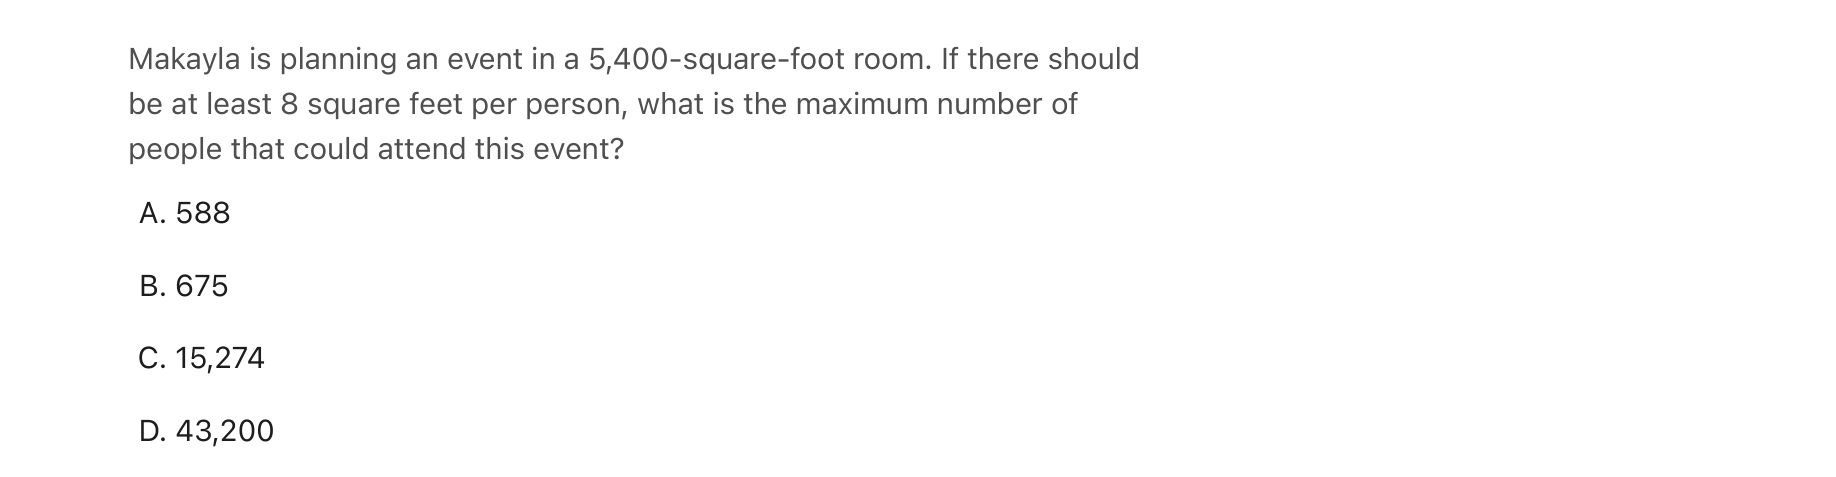 Makayla is planning an event in a 5,400-square-foot room. If there should
be at least 8 square feet per person, what is the maximum number of
people that could attend this event?
A. 588
B. 675
C. 15,274
D. 43,200